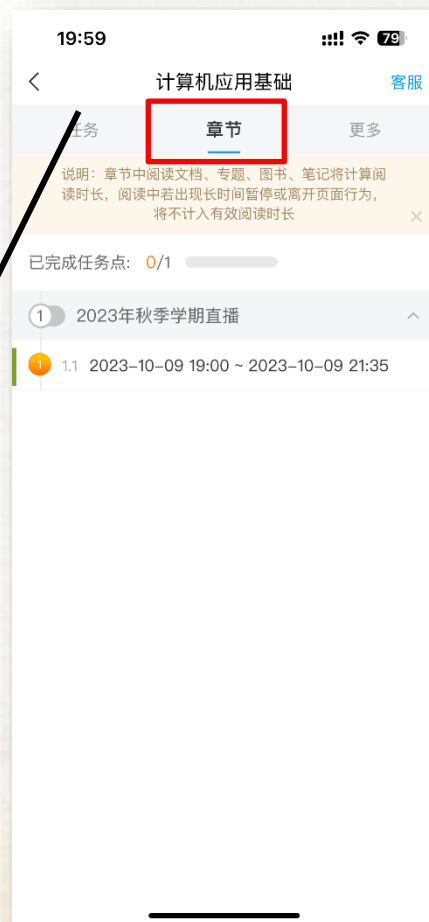 19:59
79
计算机应用基础
客服
任务
章节
更多
说明：章节中阅读文档、专题、图书、笔记将计算阅
读时长，阅读中若出现长时间暂停或离开页面行为，
将不计入有效阅读时长
已完成任务点: 0/1
1 2023年秋季学期直播
1 1.1 2023-10-09 19:00 ~ 2023-10-09 21:35